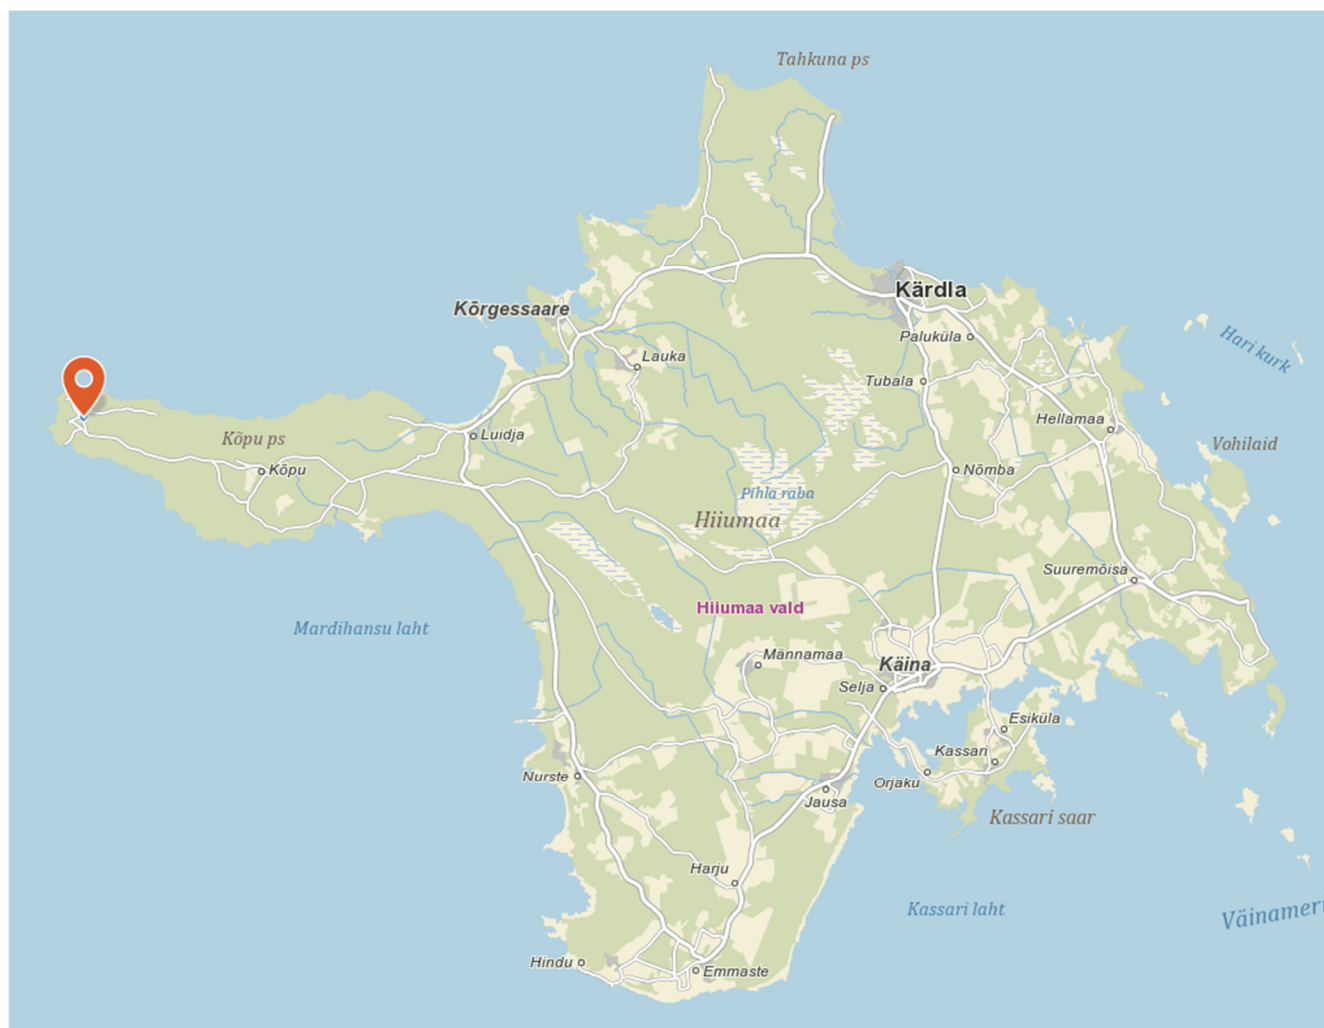 Tahkuna ps
Kärdla
Kõrgessaare
Paluküla
Hari kurk
Lauka
Tubala
Hellamaa
Luidja
Kõpu ps
Vohilaid
Kõpu
Nõmba
Pihla raba
Hiiumaa
Suuremõisa
Hiiumaa vald
Mardihansu laht
Männamaa
Käina
Selja
Esiküla
Kassari
Nurste
Orjaku
Jausa
Kassari saar
Harju
Kassari laht
Väinameri
Hindu
Emmaste